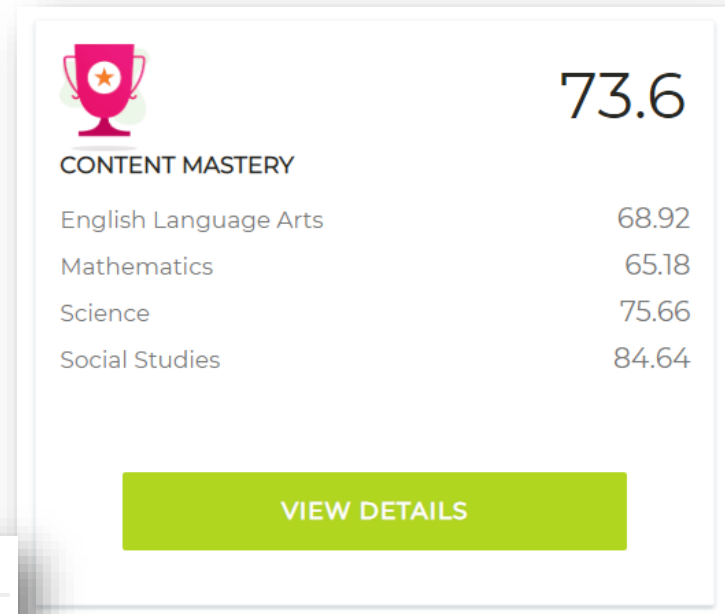 73.6
CONTENT MASTERY
English Language Arts 68.92
Mathematics 65.18
Science 75.66
Social Studies 84.64
VIEW DETAILS